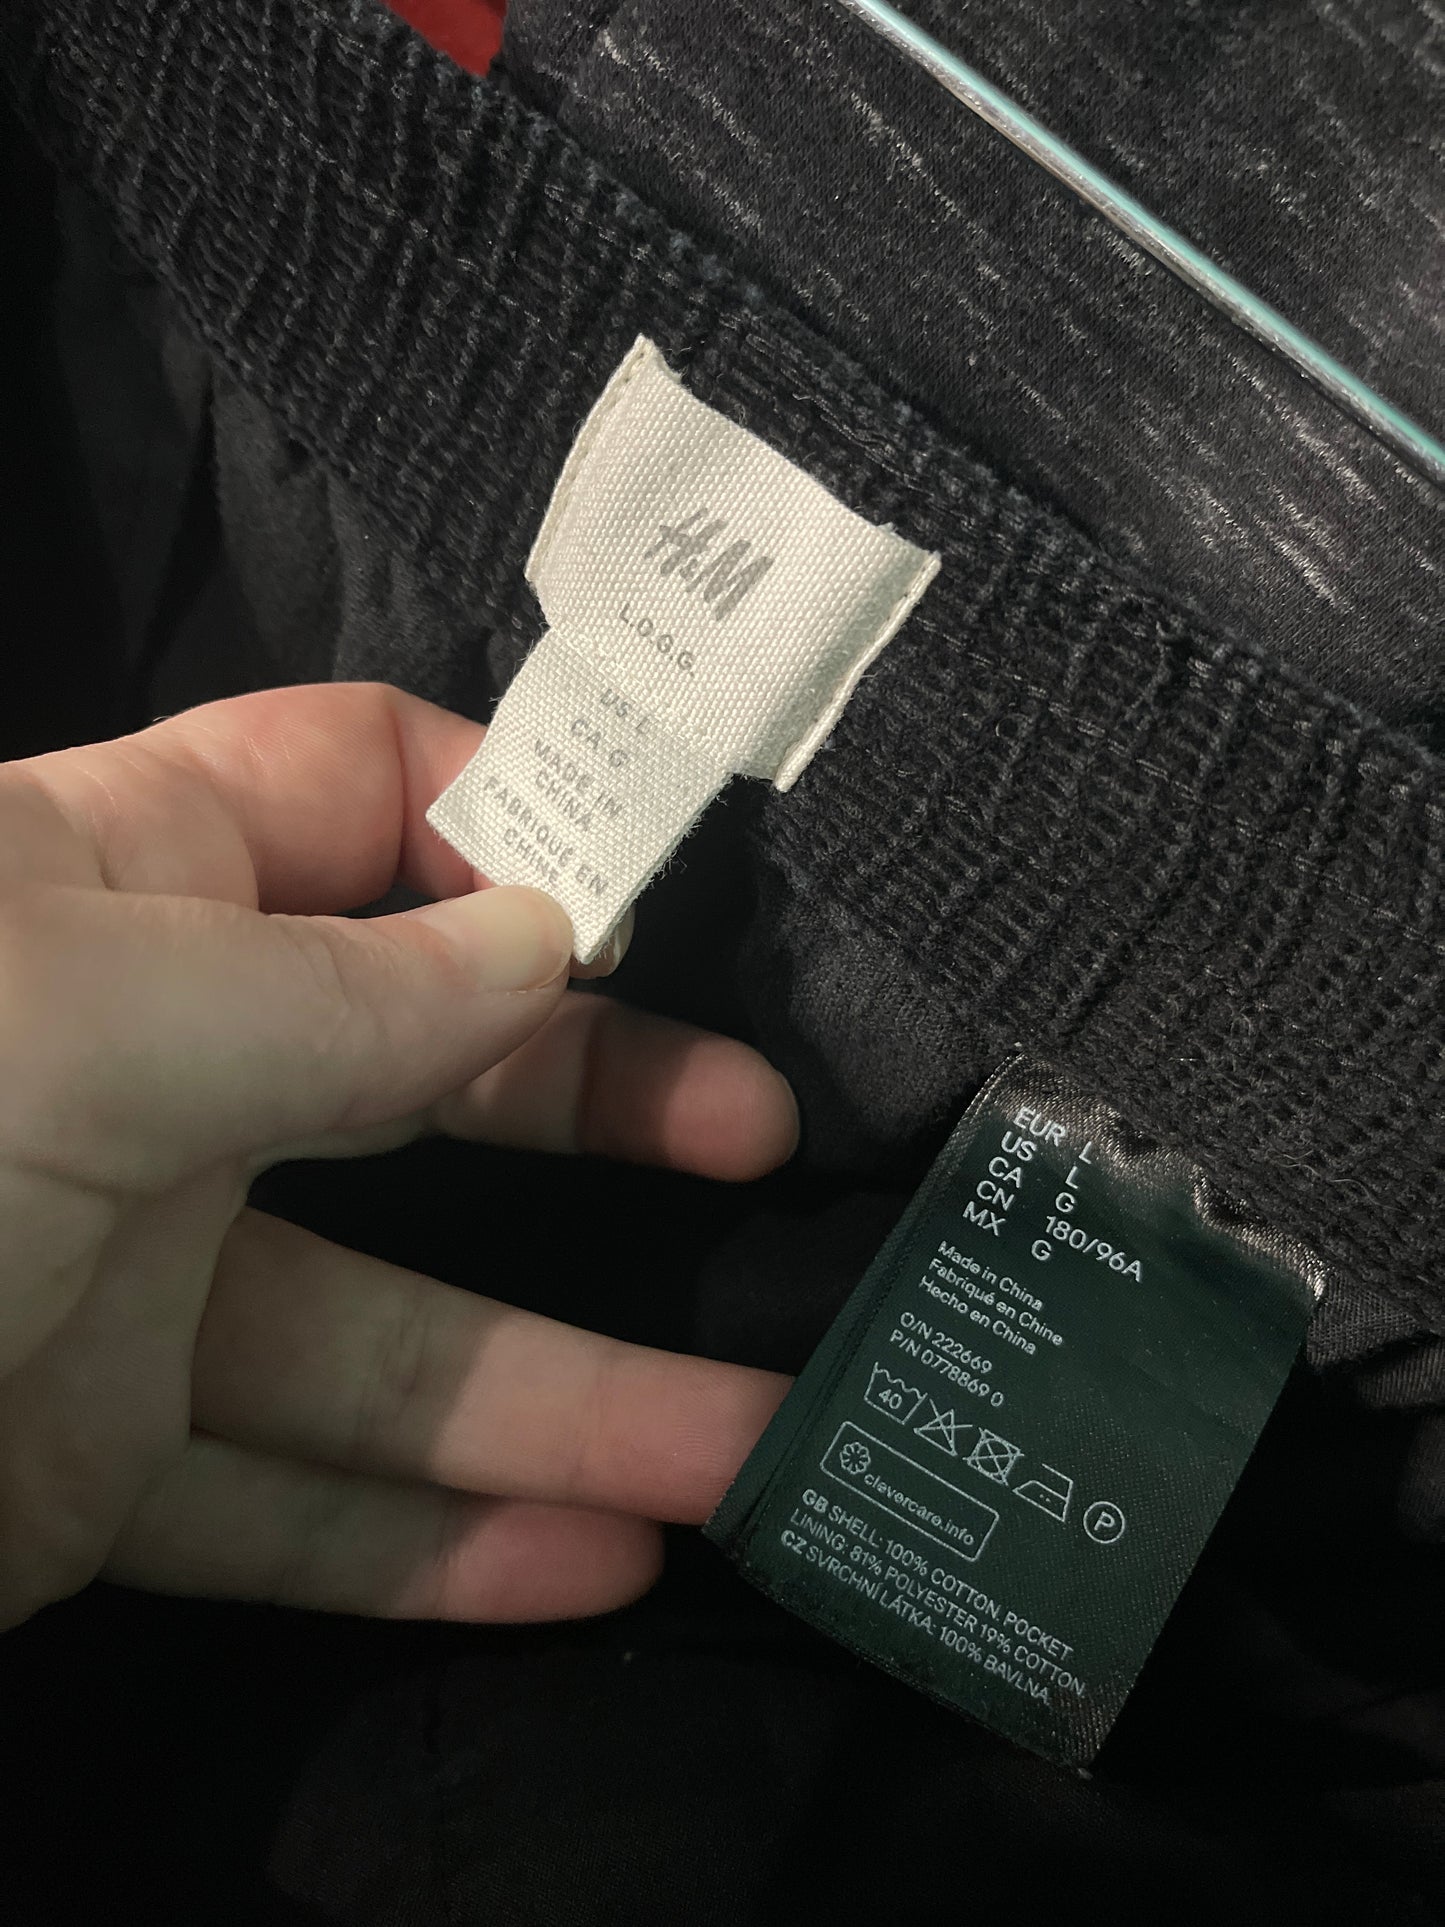 H&M
L.O.G.G.
US L
CA G
MADE IN
CHINA
FABRIQUÉ EN
CHINE
EUR L
US L
CA G
CN 180/96A
MX G
Made in China
Fabriqué en Chine
Hecho en China
O/N 222669
P/N 0778869 0
40
P
clevercare.info
GB SHELL: 100% COTTON. POCKET
LINING: 81% POLYESTER 19% COTTON
CZ SVRCHNÍ LÁTKA: 100% BAVLNA.